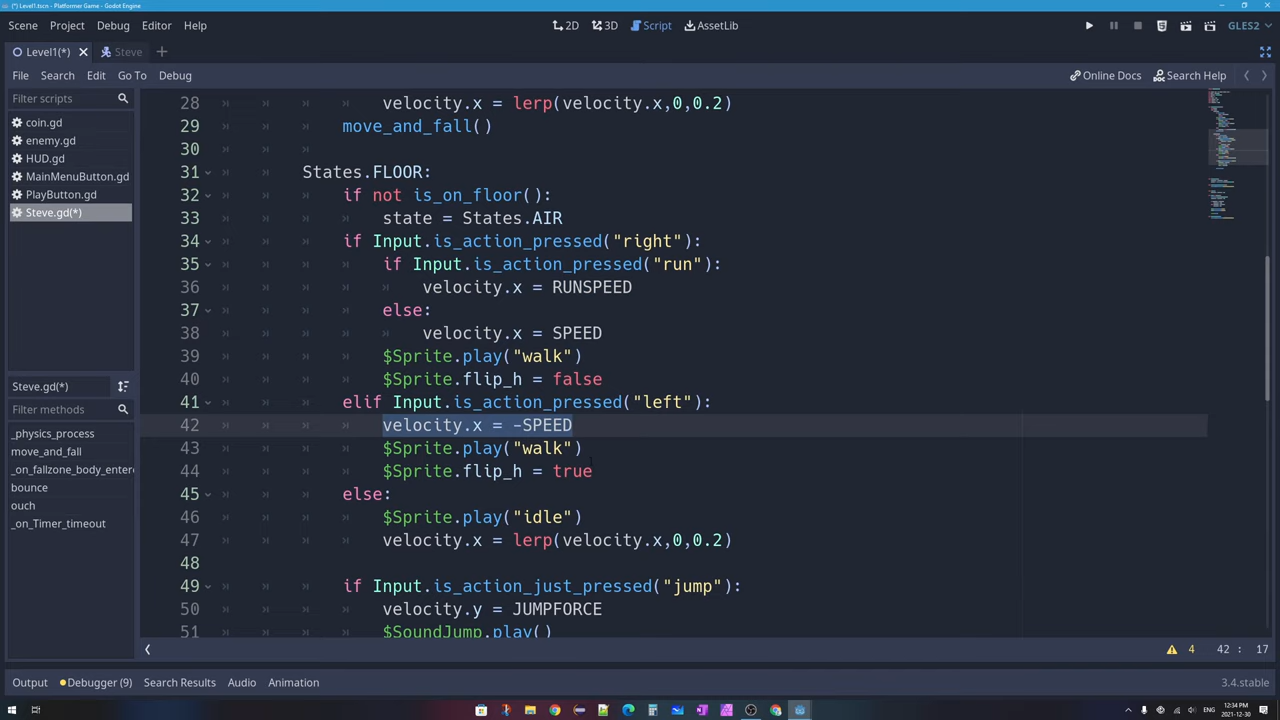 (*) Level1.tscn - Platformer Game - Godot Engine
Scene Project Debug Editor Help
2D 3D Script AssetLib
GLES2
Level1(*) Steve
File Search Edit Go To Debug
Online Docs Search Help
Filter scripts
coin.gd
enemy.gd
HUD.gd
MainMenuButton.gd
PlayButton.gd
Steve.gd(*)
Steve.gd(*)
Filter methods
_physics_process
move_and_fall
_on_fallzone_body_entere
bounce
ouch
_on_Timer_timeout
28 velocity.x = lerp(velocity.x,0,0.2)
29 move_and_fall()
30
31 States.FLOOR:
32 if not is_on_floor():
33 state = States.AIR
34 if Input.is_action_pressed("right"):
35 if Input.is_action_pressed("run"):
36 velocity.x = RUNSPEED
37 else:
38 velocity.x = SPEED
39 $Sprite.play("walk")
40 $Sprite.flip_h = false
41 elif Input.is_action_pressed("left"):
42 velocity.x = -SPEED
43 $Sprite.play("walk")
44 $Sprite.flip_h = true
45 else:
46 $Sprite.play("idle")
47 velocity.x = lerp(velocity.x,0,0.2)
48
49 if Input.is_action_just_pressed("jump"):
50 velocity.y = JUMPFORCE
51 $SoundJump.play()
4 42 : 17
Output Debugger (9) Search Results Audio Animation
3.4.stable
ENG
12:34 PM
2021-12-30